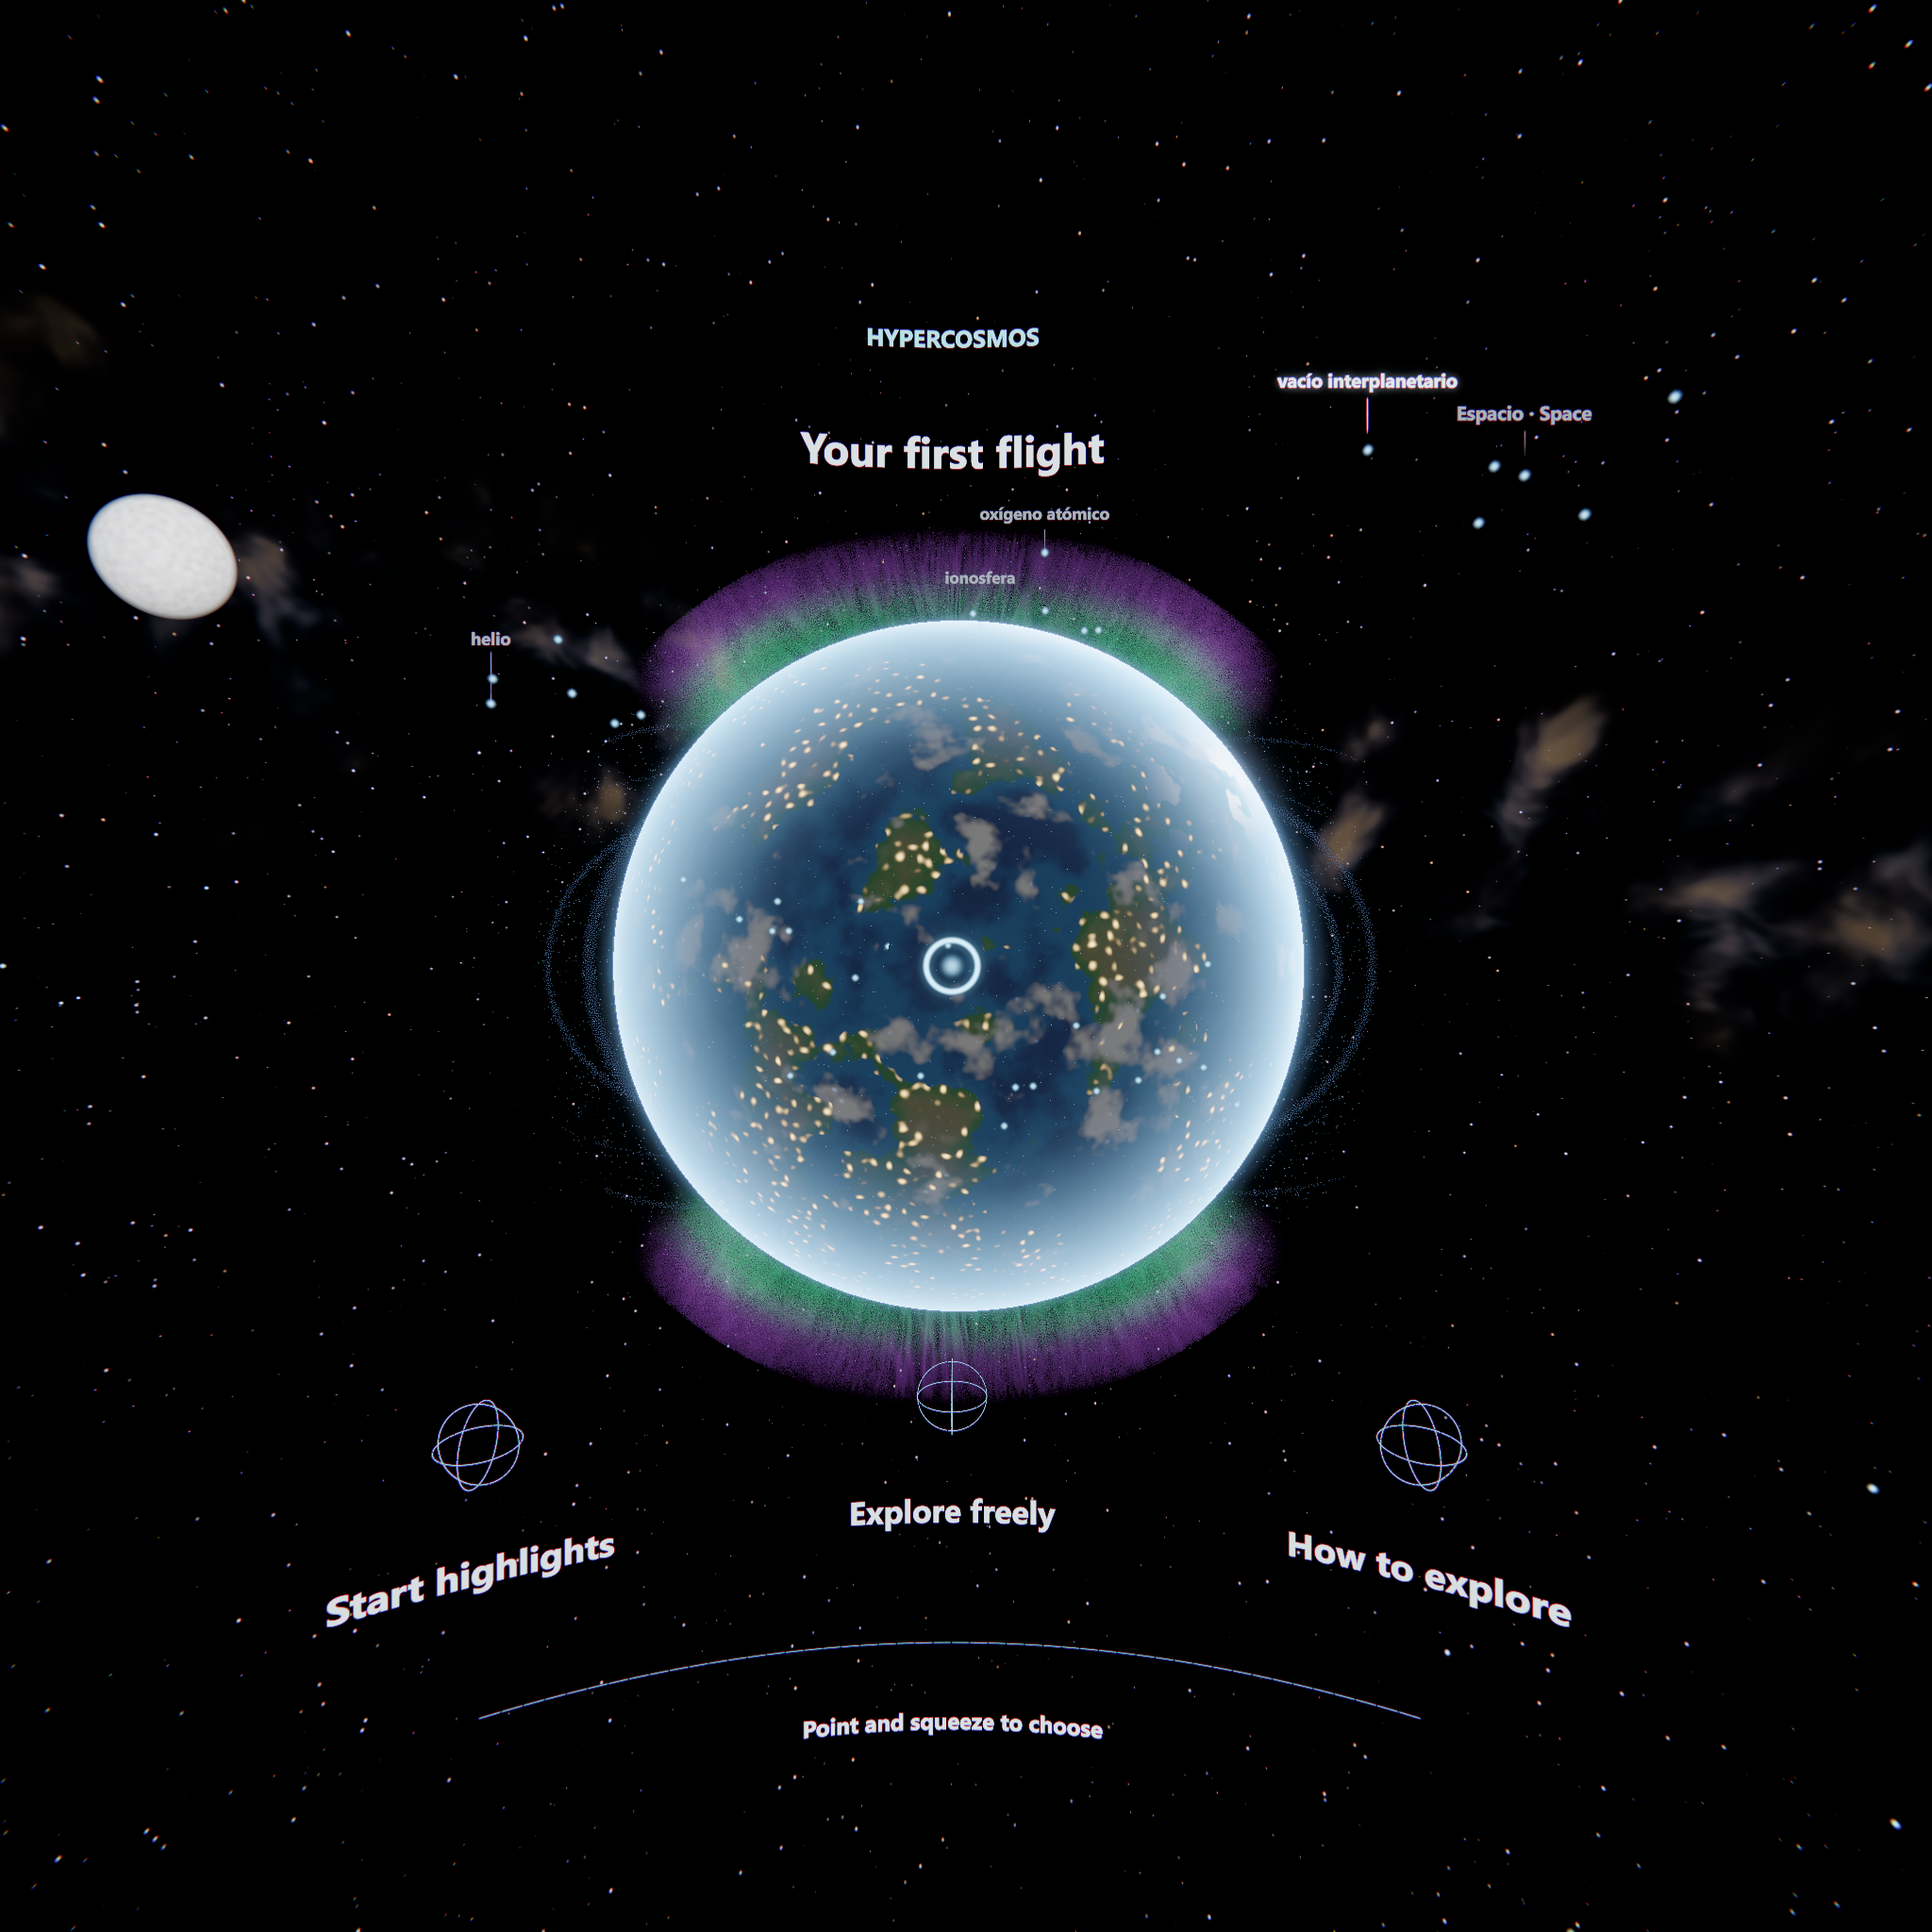 HYPERCOSMOS
vacío interplanetario
Espacio · Space
Your first flight
oxígeno atómico
ionosfera
helio
Explore freely
Start highlights
How to explore
Point and squeeze to choose